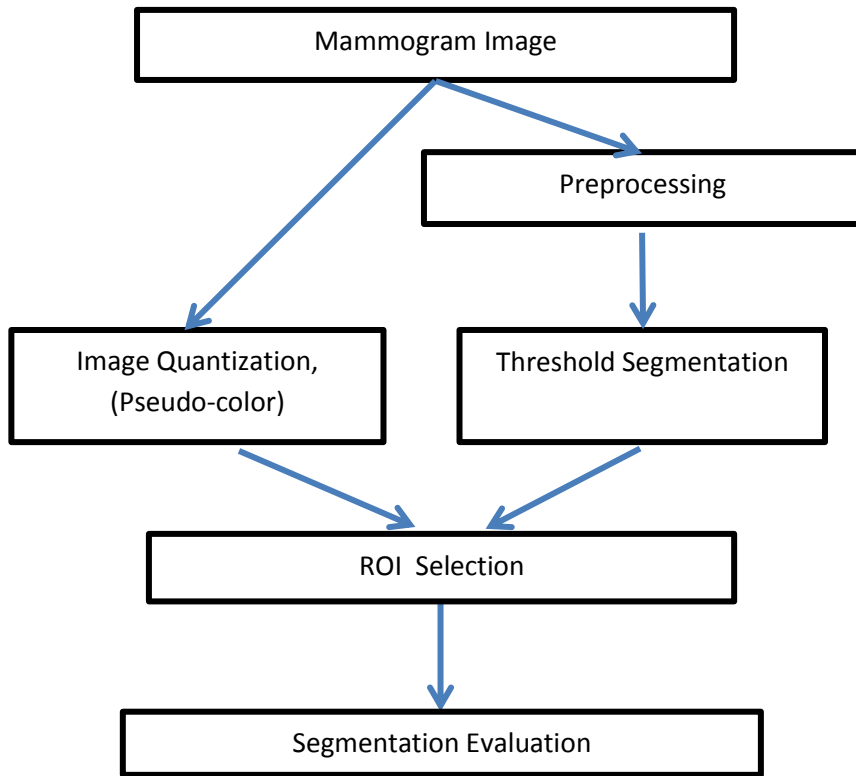 Mammogram Image
Preprocessing
Image Quantization,
(Pseudo-color)
Threshold Segmentation
ROI Selection
Segmentation Evaluation